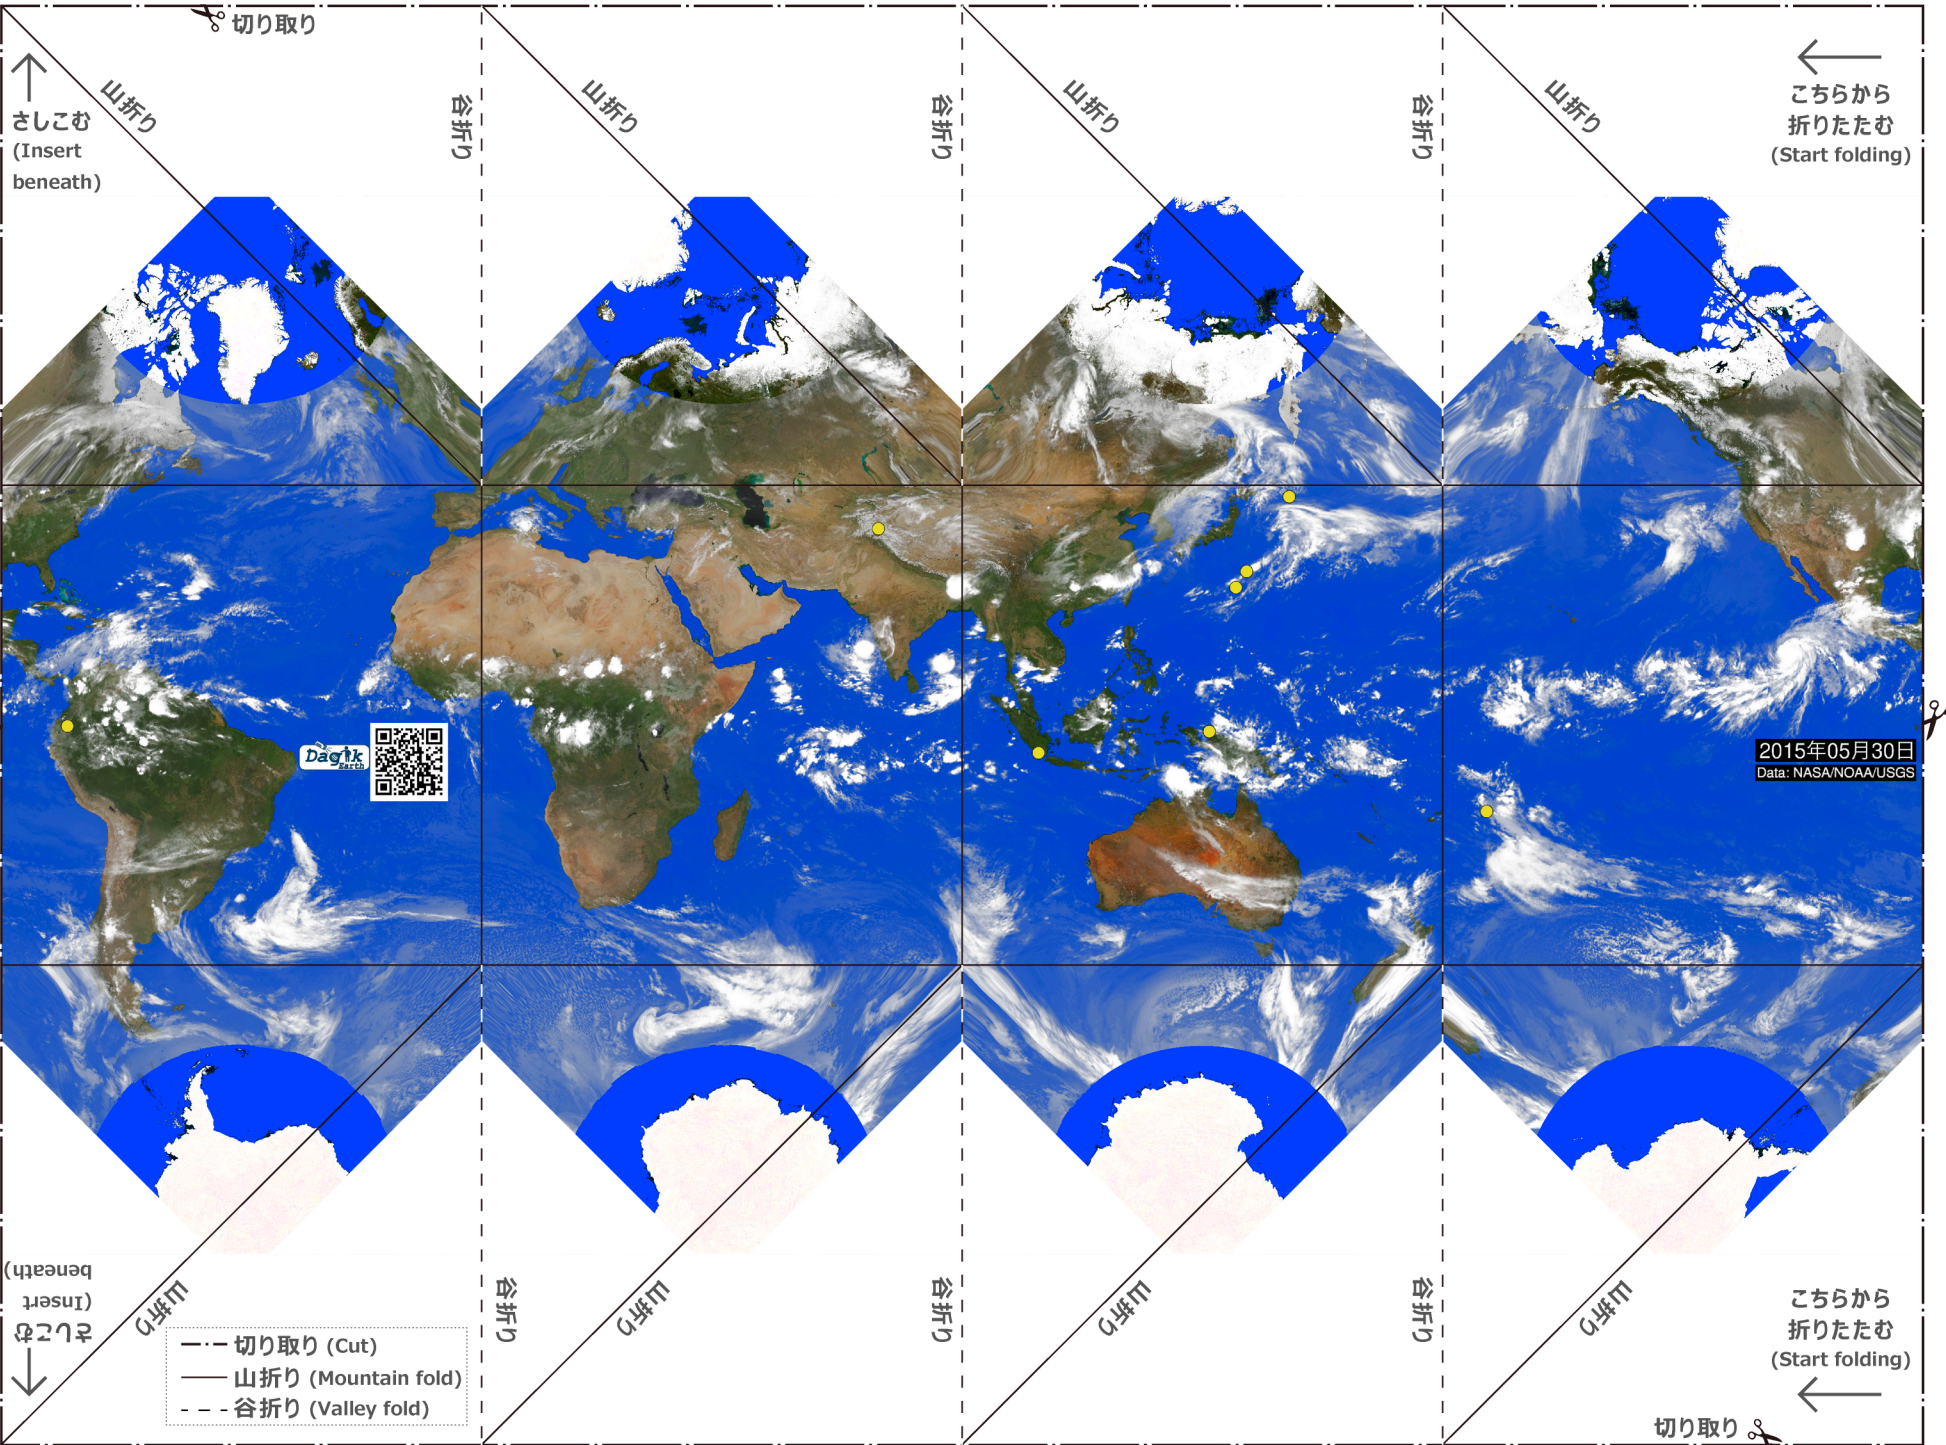 切り取り
山折り
谷折り
山折り
谷折り
山折り
谷折り
山折り
さしこむ
(Insert
beneath)
こちらから
折りたたむ
(Start folding)
Dagik
Earth
2015年05月30日
Data: NASA/NOAA/USGS
さしこむ
(Insert
beneath)
山折り
谷折り
山折り
谷折り
山折り
谷折り
山折り
こちらから
折りたたむ
(Start folding)
切り取り (Cut)
山折り (Mountain fold)
谷折り (Valley fold)
切り取り